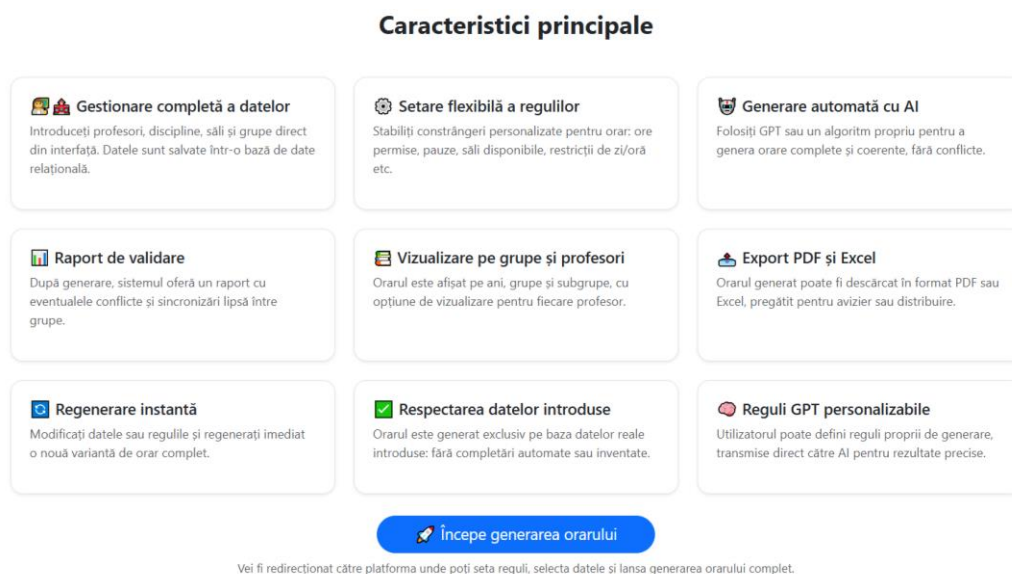 Caracteristici principale
Gestionare completă a datelor
Introduceți profesori, discipline, săli și grupe direct
din interfață. Datele sunt salvate într-o bază de date
relațională.
Setare flexibilă a regulilor
Stabiliți constrângeri personalizate pentru orar: ore
permise, pauze, săli disponibile, restricții de zi/oră
etc.
Generare automată cu AI
Folosiți GPT sau un algoritm propriu pentru a
genera orare complete și coerente, fără conflicte.
Raport de validare
După generare, sistemul oferă un raport cu
eventualele conflicte și sincronizări lipsă între
grupe.
Vizualizare pe grupe și profesori
Orarul este afișat pe ani, grupe și subgrupe, cu
opțiune de vizualizare pentru fiecare profesor.
Export PDF și Excel
Orarul generat poate fi descărcat în format PDF sau
Excel, pregătit pentru avizier sau distribuire.
Regenerare instantă
Modificați datele sau regulile și regenerați imediat
o nouă variantă de orar complet.
Respectarea datelor introduse
Orarul este generat exclusiv pe baza datelor reale
introduse: fără completări automate sau inventate.
Reguli GPT personalizabile
Utilizatorul poate defini reguli proprii de generare,
transmise direct către AI pentru rezultate precise.
Începe generarea orarului
Vei fi redirecționat către platforma unde poți seta reguli, selecta datele și lansa generarea orarului complet.